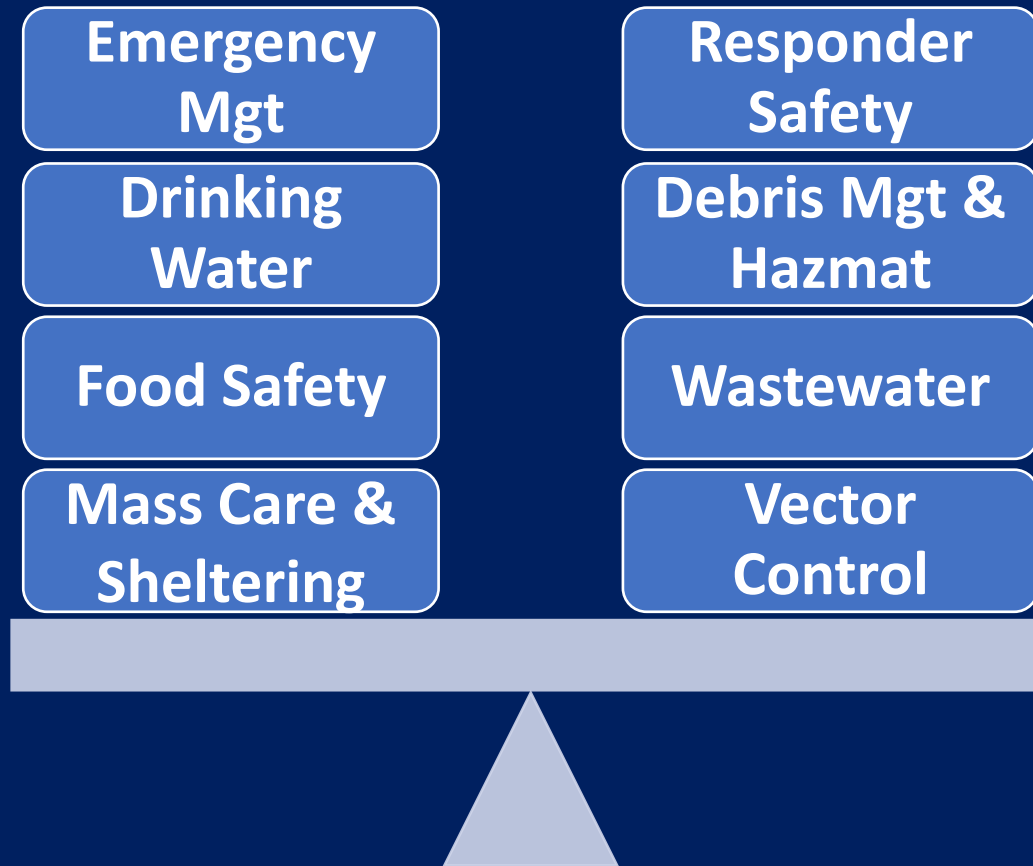 Emergency
Mgt
Drinking
Water
Food Safety
Mass Care &
Sheltering
Responder
Safety
Debris Mgt &
Hazmat
Wastewater
Vector
Control